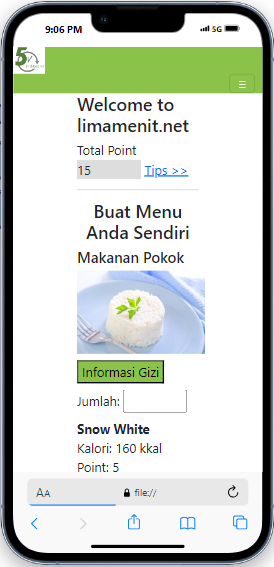 9:06 PM 5G
5
Welcome to
limamenit.net
Total Point
15 Tips >>
Buat Menu
Anda Sendiri
Makanan Pokok
Informasi Gizi
Jumlah:
Snow White
Kalori: 160 kkal
Point: 5
AA file://